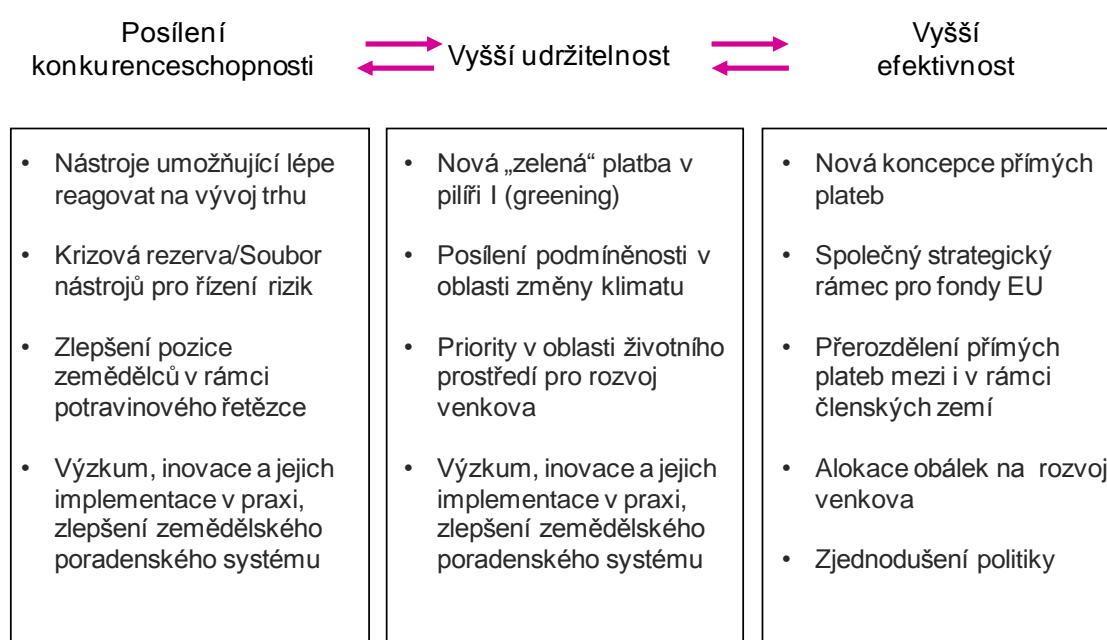 Posílení
konkurenceschopnosti
Vyšší udržitelnost
Vyšší
efektivnost
• Nástroje umožňující lépe
reagovat na vývoj trhu
• Krizová rezerva/Soubor
nástrojů pro řízení rizik
• Zlepšení pozice
zemědělců v rámci
potravinového řetězce
• Výzkum, inovace a jejich
implementace v praxi,
zlepšení zemědělského
poradenského systému
• Nová „zelená“ platba v
pilíři I (greening)
• Posílení podmíněnosti v
oblasti změny klimatu
• Priority v oblasti životního
prostředí pro rozvoj
venkova
• Výzkum, inovace a jejich
implementace v praxi,
zlepšení zemědělského
poradenského systému
• Nová koncepce přímých
plateb
• Společný strategický
rámec pro fondy EU
• Přerozdělení přímých
plateb mezi i v rámci
členských zemí
• Alokace obálek na rozvoj
venkova
• Zjednodušení politiky